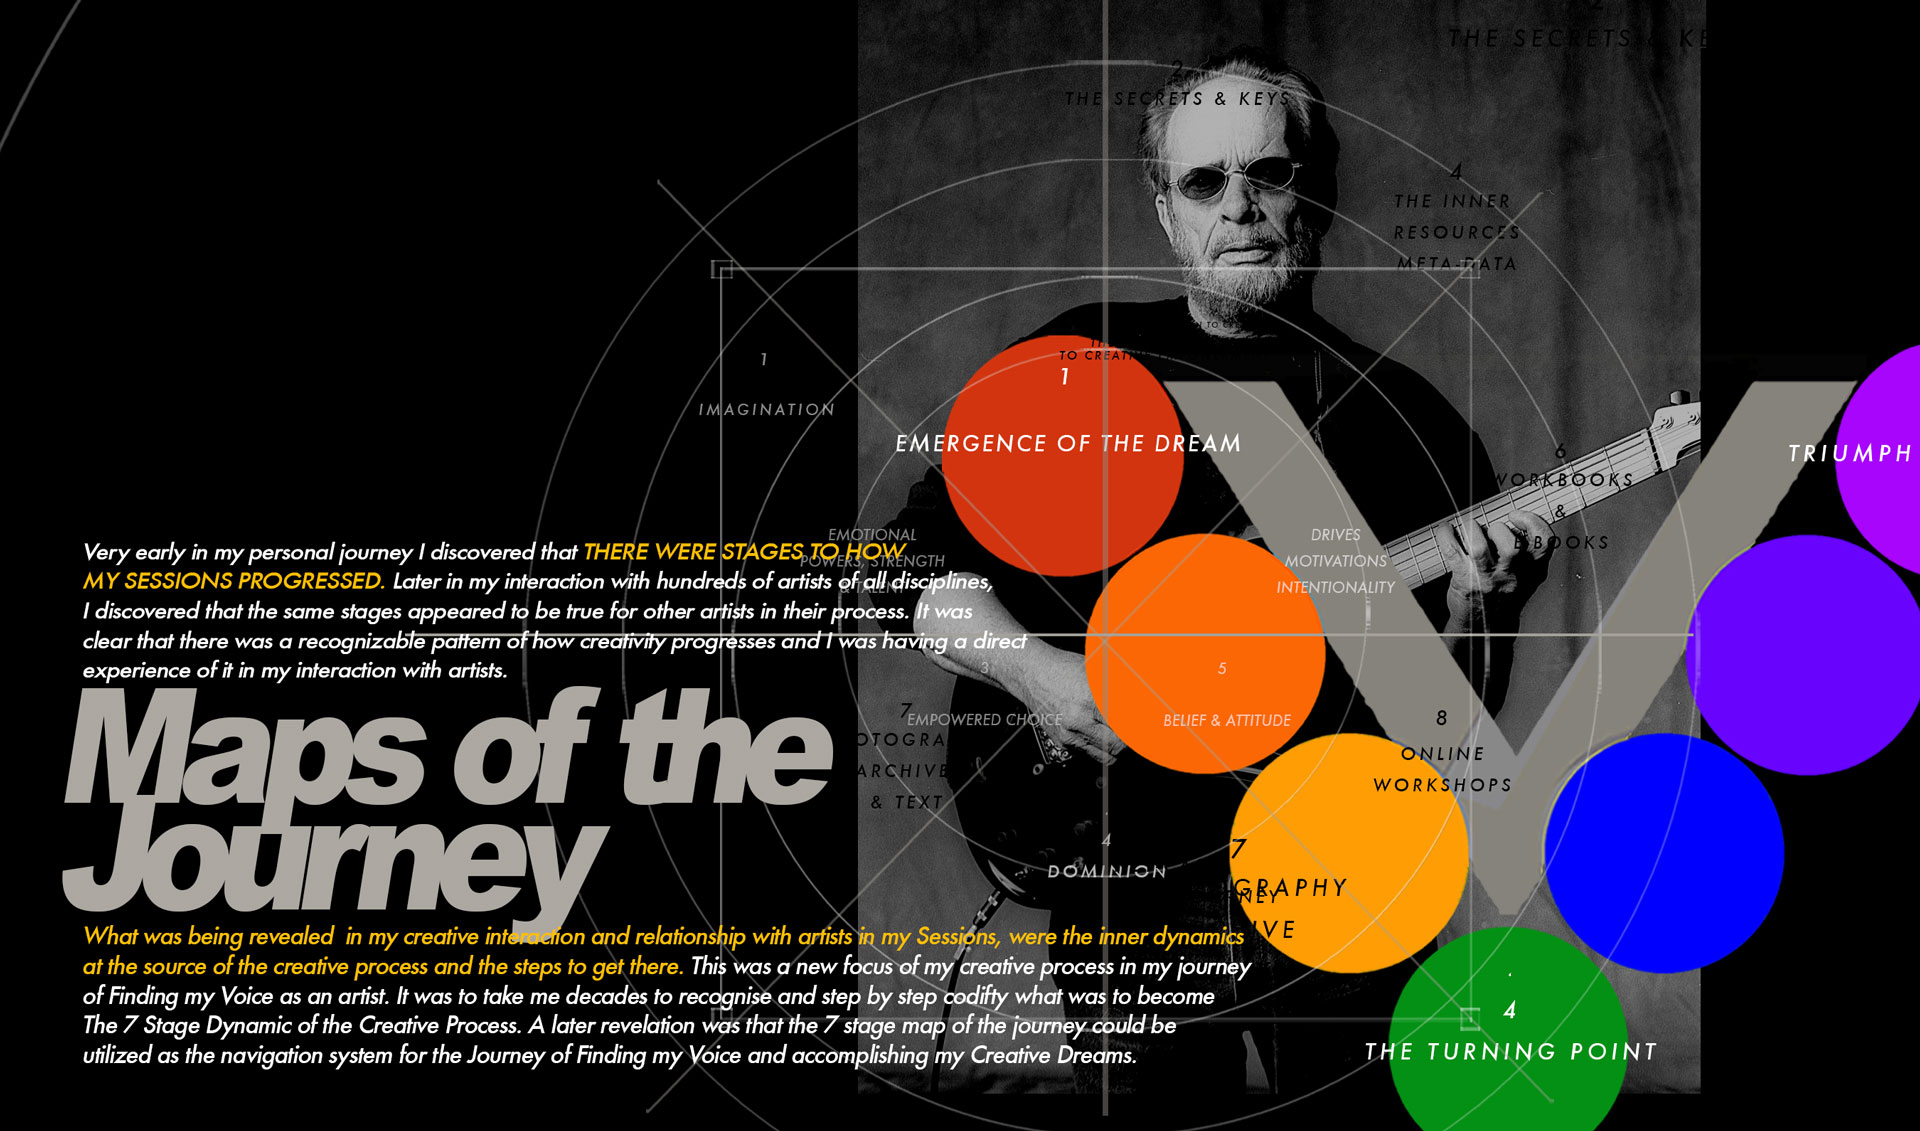 THE SECRETS & KE
2
THE SECRETS & KEYS
4
THE INNER
RESOURCES
META-DATA
1
IMAGINATION
TO CREATIVE
1
EMERGENCE OF THE DREAM
TRIUMPH
6
WORKBOOKS
&
E BOOKS
EMOTIONAL
POWERS, STRENGTH
& TALENT
DRIVES
MOTIVATIONS
INTENTIONALITY
Very early in my personal journey I discovered that THERE WERE STAGES TO HOW
MY SESSIONS PROGRESSED. Later in my interaction with hundreds of artists of all disciplines,
I discovered that the same stages appeared to be true for other artists in their process. It was
clear that there was a recognizable pattern of how creativity progresses and I was having a direct
experience of it in my interaction with artists.
3
EMPOWERED CHOICE
5
BELIEF & ATTITUDE
7
OTOGRA
ARCHIVE
& TEXT
8
ONLINE
WORKSHOPS
Maps of the
Journey
4
DOMINION
7
GRAPHY
NEY
IVE
What was being revealed in my creative interaction and relationship with artists in my Sessions, were the inner dynamics
at the source of the creative process and the steps to get there. This was a new focus of my creative process in my journey
of Finding my Voice as an artist. It was to take me decades to recognise and step by step codifty what was to become
The 7 Stage Dynamic of the Creative Process. A later revelation was that the 7 stage map of the journey could be
utilized as the navigation system for the Journey of Finding my Voice and accomplishing my Creative Dreams.
4
THE TURNING POINT